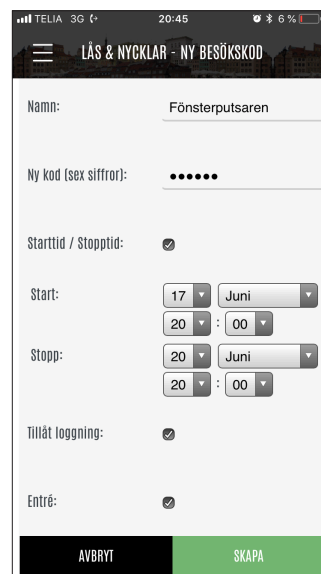 TELIA 3G 20:45 6 %
LÅS & NYCKLAR - NY BESÖKSKOD
Namn: Fönsterputsaren
Ny kod (sex siffror): ••••••
Starttid / Stopptid:
Start: 17 Juni
20 : 00
Stopp: 20 Juni
20 : 00
Tillåt loggning:
Entré:
AVBRYT SKAPA